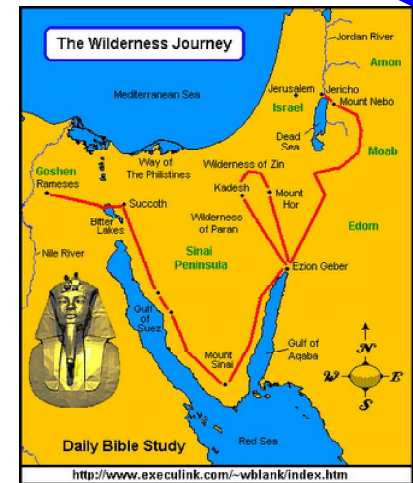 The Wilderness Journey
Jordan River
Amon
Mediterranean Sea
Jerusalem
Jericho
Israel
Mount Nebo
Dead
Sea
Moab
Goshen
Rameses
Way of
The Philistines
Wilderness of Zin
Kadesh
Mount
Hor
Succoth
Bitter
Lakes
Wilderness
of Paran
Edom
Nile River
Sinai
Peninsula
Ezion Geber
Gulf
of
Suez
Mount
Sinai
Gulf of
Aqaba
N
W
E
S
Red Sea
Daily Bible Study
http://www.execulink.com/~wblank/index.htm